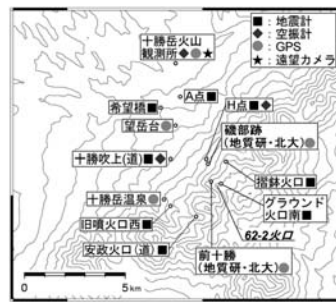 ■：地震計
◆：空振計
●：GPS
★：遠望カメラ
十勝岳火山
観測所◆●★
A点■
希望橋■
H点■◆
望岳台●
磯部跡
(地質研・北大)●
十勝吹上(道)■◆
摺鉢火口■
十勝岳温泉●
グラウンド
火口南■
旧噴火口西■
62-2火口
安政火口(道)■
前十勝
(地質研・北大)●
0
5
km